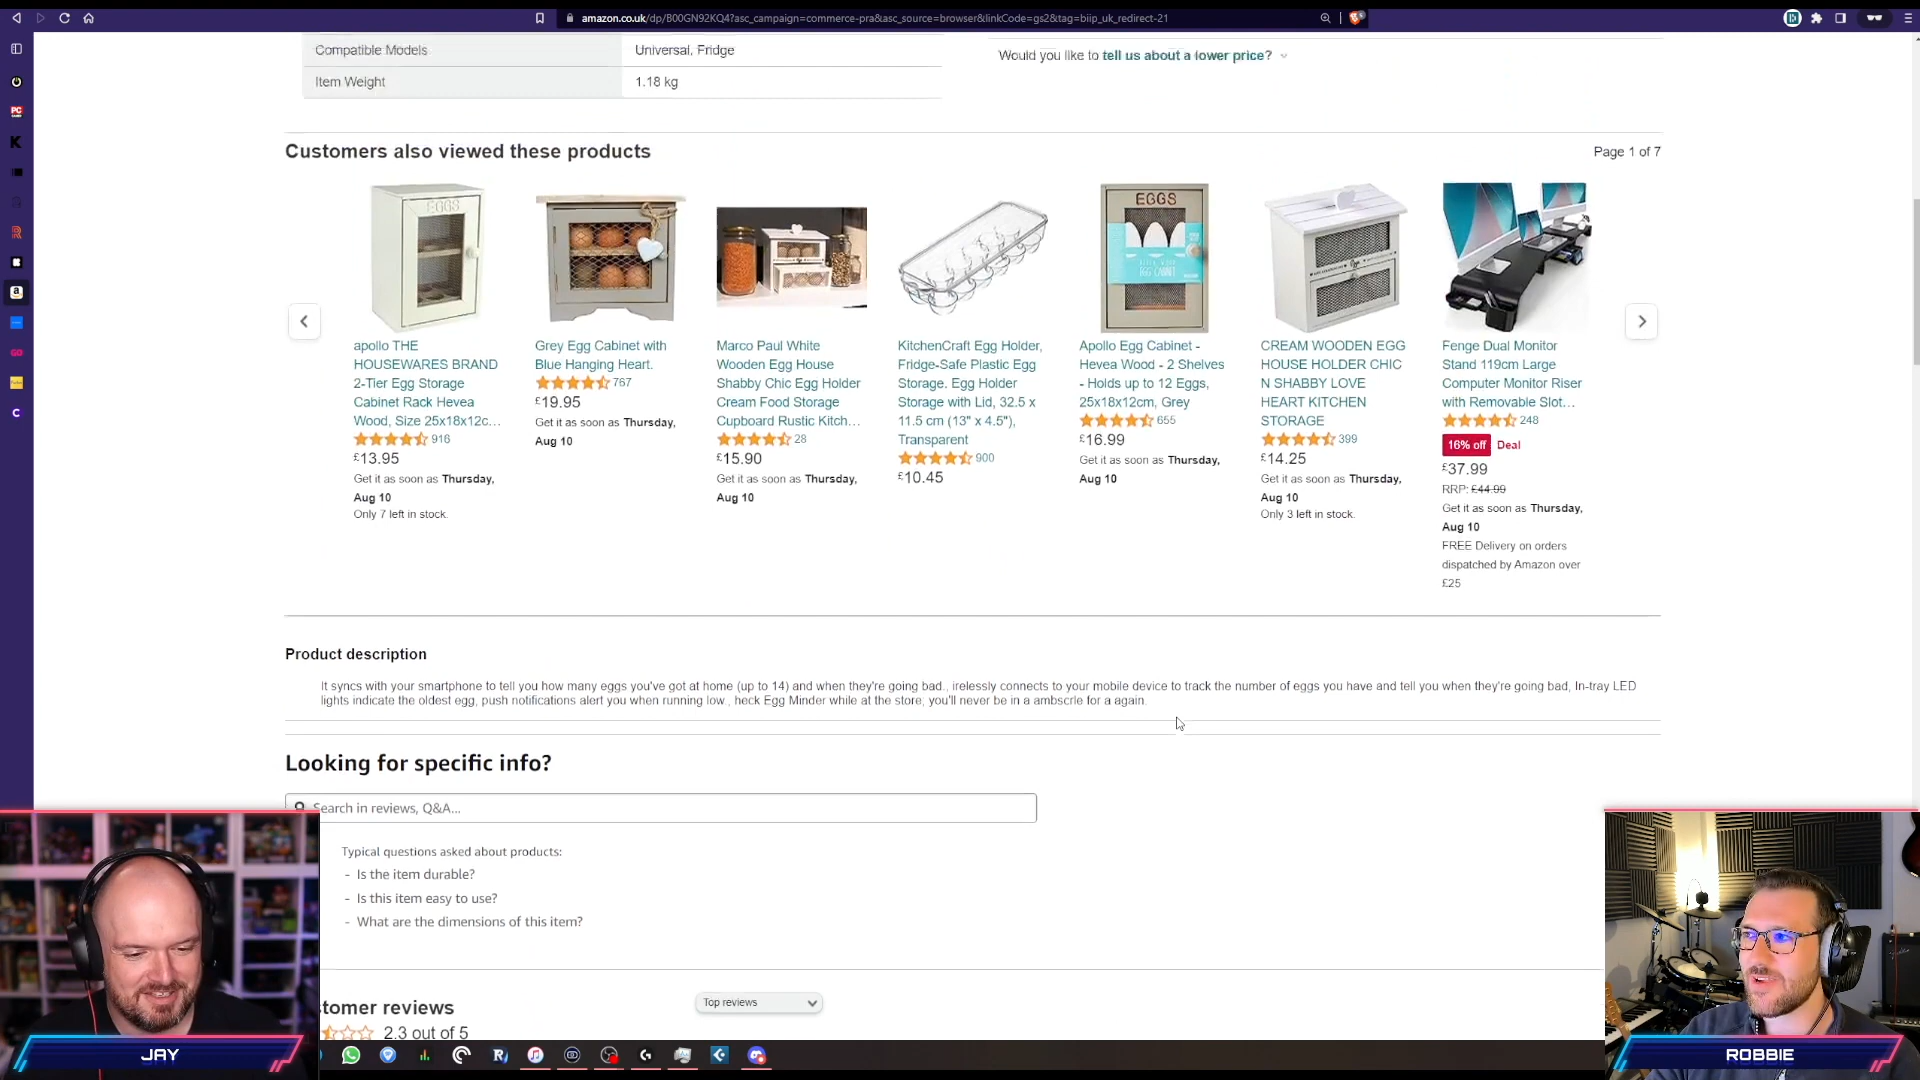 amazon.co.uk/dp/B00GN92KQ4?asc_campaign=commerce-pra&asc_source=browser&linkCode=gs2&tag=biip_uk_redirect-21
Compatible Models Universal, Fridge
Item Weight 1.18 kg
Would you like to tell us about a lower price?
Customers also viewed these products
Page 1 of 7
EGGS
EGGS
EGG CABINET
apollo THE
HOUSEWARES BRAND
2-Tier Egg Storage
Cabinet Rack Hevea
Wood, Size 25x18x12c...
916
£13.95
Get it as soon as Thursday,
Aug 10
Only 7 left in stock.
Grey Egg Cabinet with
Blue Hanging Heart.
767
£19.95
Get it as soon as Thursday,
Aug 10
Marco Paul White
Wooden Egg House
Shabby Chic Egg Holder
Cream Food Storage
Cupboard Rustic Kitch...
28
£15.90
Get it as soon as Thursday,
Aug 10
KitchenCraft Egg Holder,
Fridge-Safe Plastic Egg
Storage. Egg Holder
Storage with Lid, 32.5 x
11.5 cm (13" x 4.5"),
Transparent
900
£10.45
Apollo Egg Cabinet -
Hevea Wood - 2 Shelves
- Holds up to 12 Eggs,
25x18x12cm, Grey
655
£16.99
Get it as soon as Thursday,
Aug 10
CREAM WOODEN EGG
HOUSE HOLDER CHIC
N SHABBY LOVE
HEART KITCHEN
STORAGE
399
£14.25
Get it as soon as Thursday,
Aug 10
Only 3 left in stock.
Fenge Dual Monitor
Stand 119cm Large
Computer Monitor Riser
with Removable Slot...
248
16% off Deal
£37.99
RRP: £44.99
Get it as soon as Thursday,
Aug 10
FREE Delivery on orders
dispatched by Amazon over
£25
Product description
It syncs with your smartphone to tell you how many eggs you've got at home (up to 14) and when they're going bad., irelessly connects to your mobile device to track the number of eggs you have and tell you when they're going bad, In-tray LED
lights indicate the oldest egg, push notifications alert you when running low., heck Egg Minder while at the store, you'll never be in a ambscrle for a again.
Looking for specific info?
Search in reviews, Q&A...
Typical questions asked about products:
- Is the item durable?
- Is this item easy to use?
- What are the dimensions of this item?
stomer reviews
Top reviews
2.3 out of 5
JAY
ROBBIE